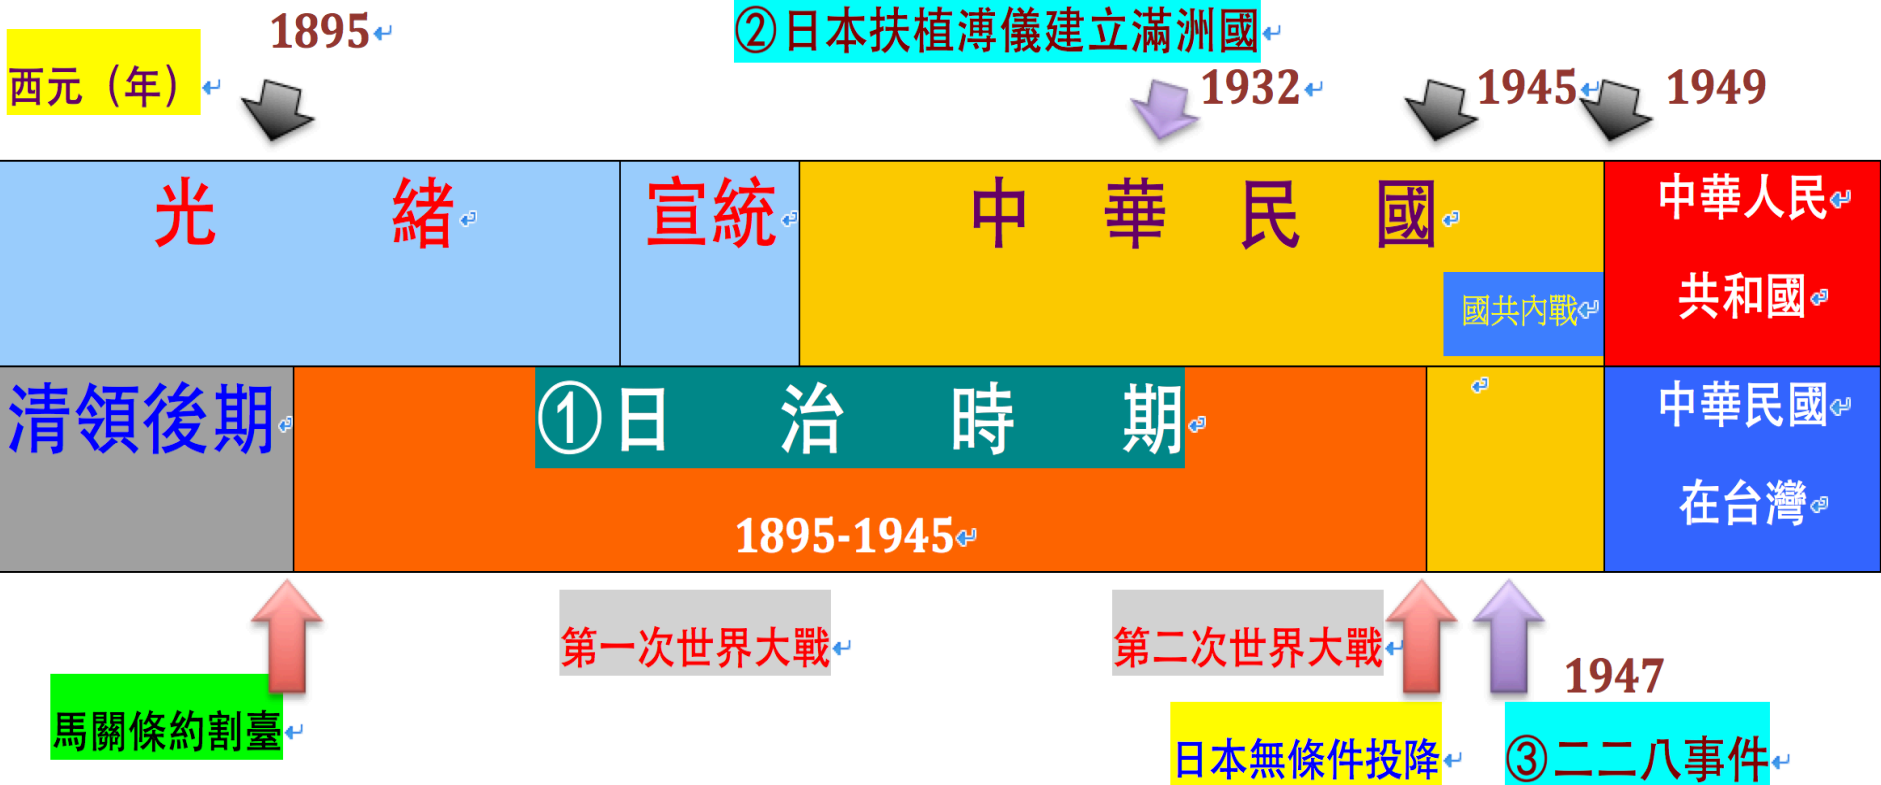 1895
②日本扶植溥儀建立滿洲國
西元（年）
1932
1945
1949
光緒
宣統
中華民國
中華人民
共和國
國共內戰
清領後期
①日治時期
1895-1945
中華民國
在台灣
第一次世界大戰
第二次世界大戰
1947
馬關條約割臺
日本無條件投降
③二二八事件